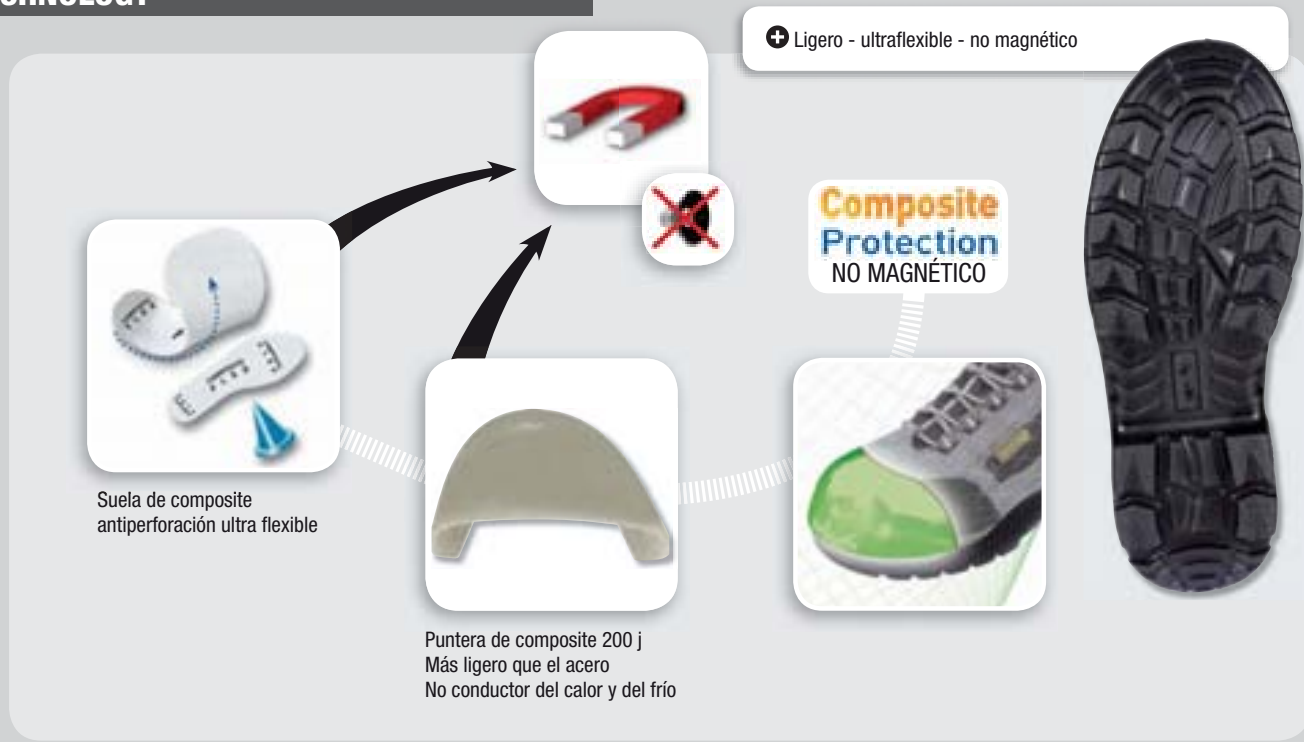 Ligero - ultraflexible - no magnético
Composite
Protection
NO MAGNÉTICO
Suela de composite
antiperforación ultra flexible
Puntera de composite 200 j
Más ligero que el acero
No conductor del calor y del frío